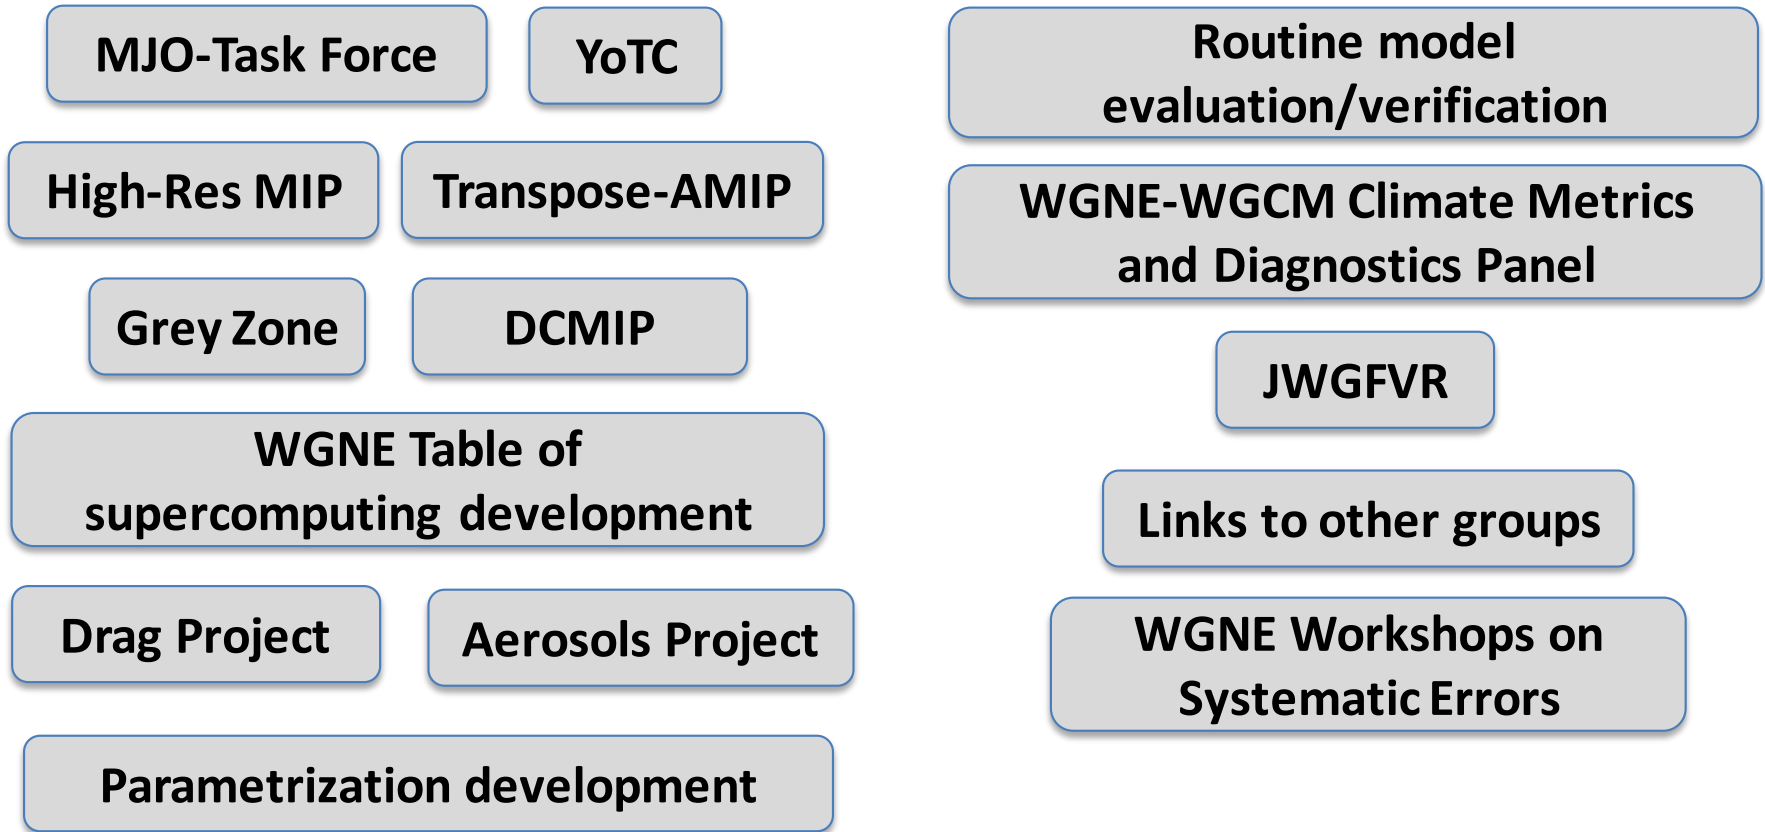 MJO-Task Force
YoTC
High-Res MIP
Transpose-AMIP
Grey Zone
DCMIP
WGNE Table of
supercomputing development
Drag Project
Aerosols Project
Parametrization development
Routine model
evaluation/verification
WGNE-WGCM Climate Metrics
and Diagnostics Panel
JWGFVR
Links to other groups
WGNE Workshops on
Systematic Errors